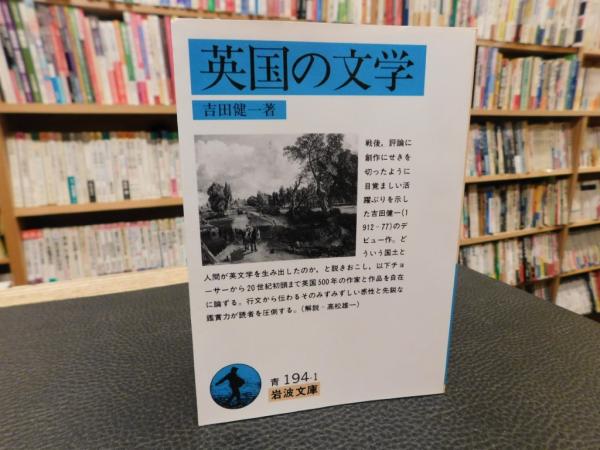 英国の文学
吉田健一著
戦後，評論に
創作にせきを
切ったように
目覚ましい活
躍ぶりを示し
た吉田健一(1
912-77)のデ
ビュー作。ど
ういう国土と
人間が英文学を生み出したのか，と説きおこし，以下チョ
ーサーから20世紀初頭まで英国500年の作家と作品を自在
に論ずる。行文から伝わるそのみずみずしい感性と先鋭な
鑑賞力が読者を圧倒する。(解説・高松雄一)
青 194-1
岩波文庫